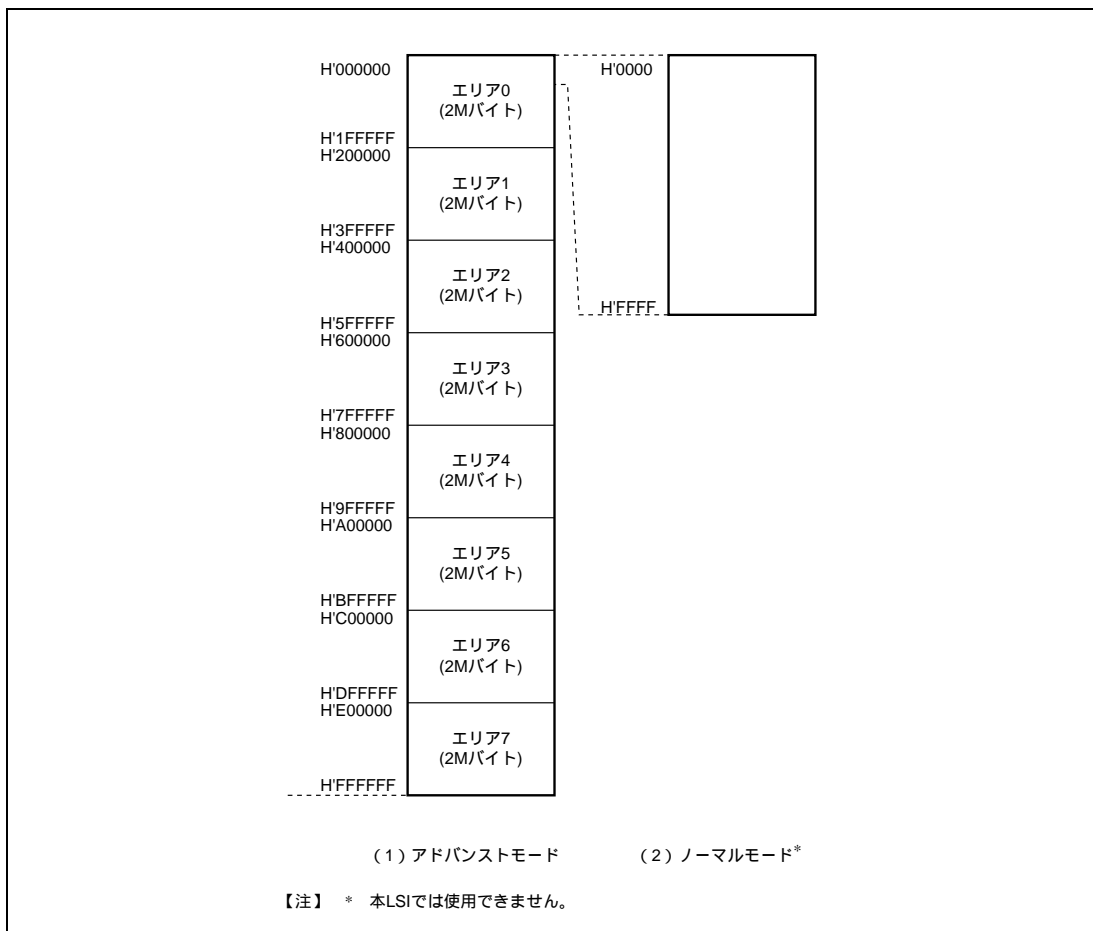 H'000000
エリア0
(2Mバイト)
H'1FFFFF
H'200000
エリア1
(2Mバイト)
H'3FFFFF
H'400000
エリア2
(2Mバイト)
H'5FFFFF
H'600000
エリア3
(2Mバイト)
H'7FFFFF
H'800000
エリア4
(2Mバイト)
H'9FFFFF
H'A00000
エリア5
(2Mバイト)
H'BFFFFF
H'C00000
エリア6
(2Mバイト)
H'DFFFFF
H'E00000
エリア7
(2Mバイト)
H'FFFFFF
H'0000
H'FFFF
（1）アドバンストモード
（2）ノーマルモード*
【注】 * 本LSIでは使用できません。